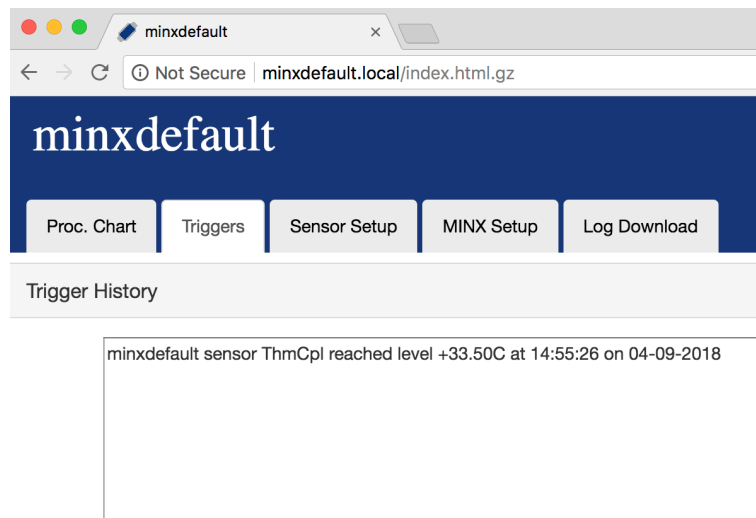 minxdefault
Not Secure minxdefault.local/index.html.gz
minxdefault
Proc. Chart Triggers Sensor Setup MINX Setup Log Download
Trigger History
minxdefault sensor ThmCpl reached level +33.50C at 14:55:26 on 04-09-2018